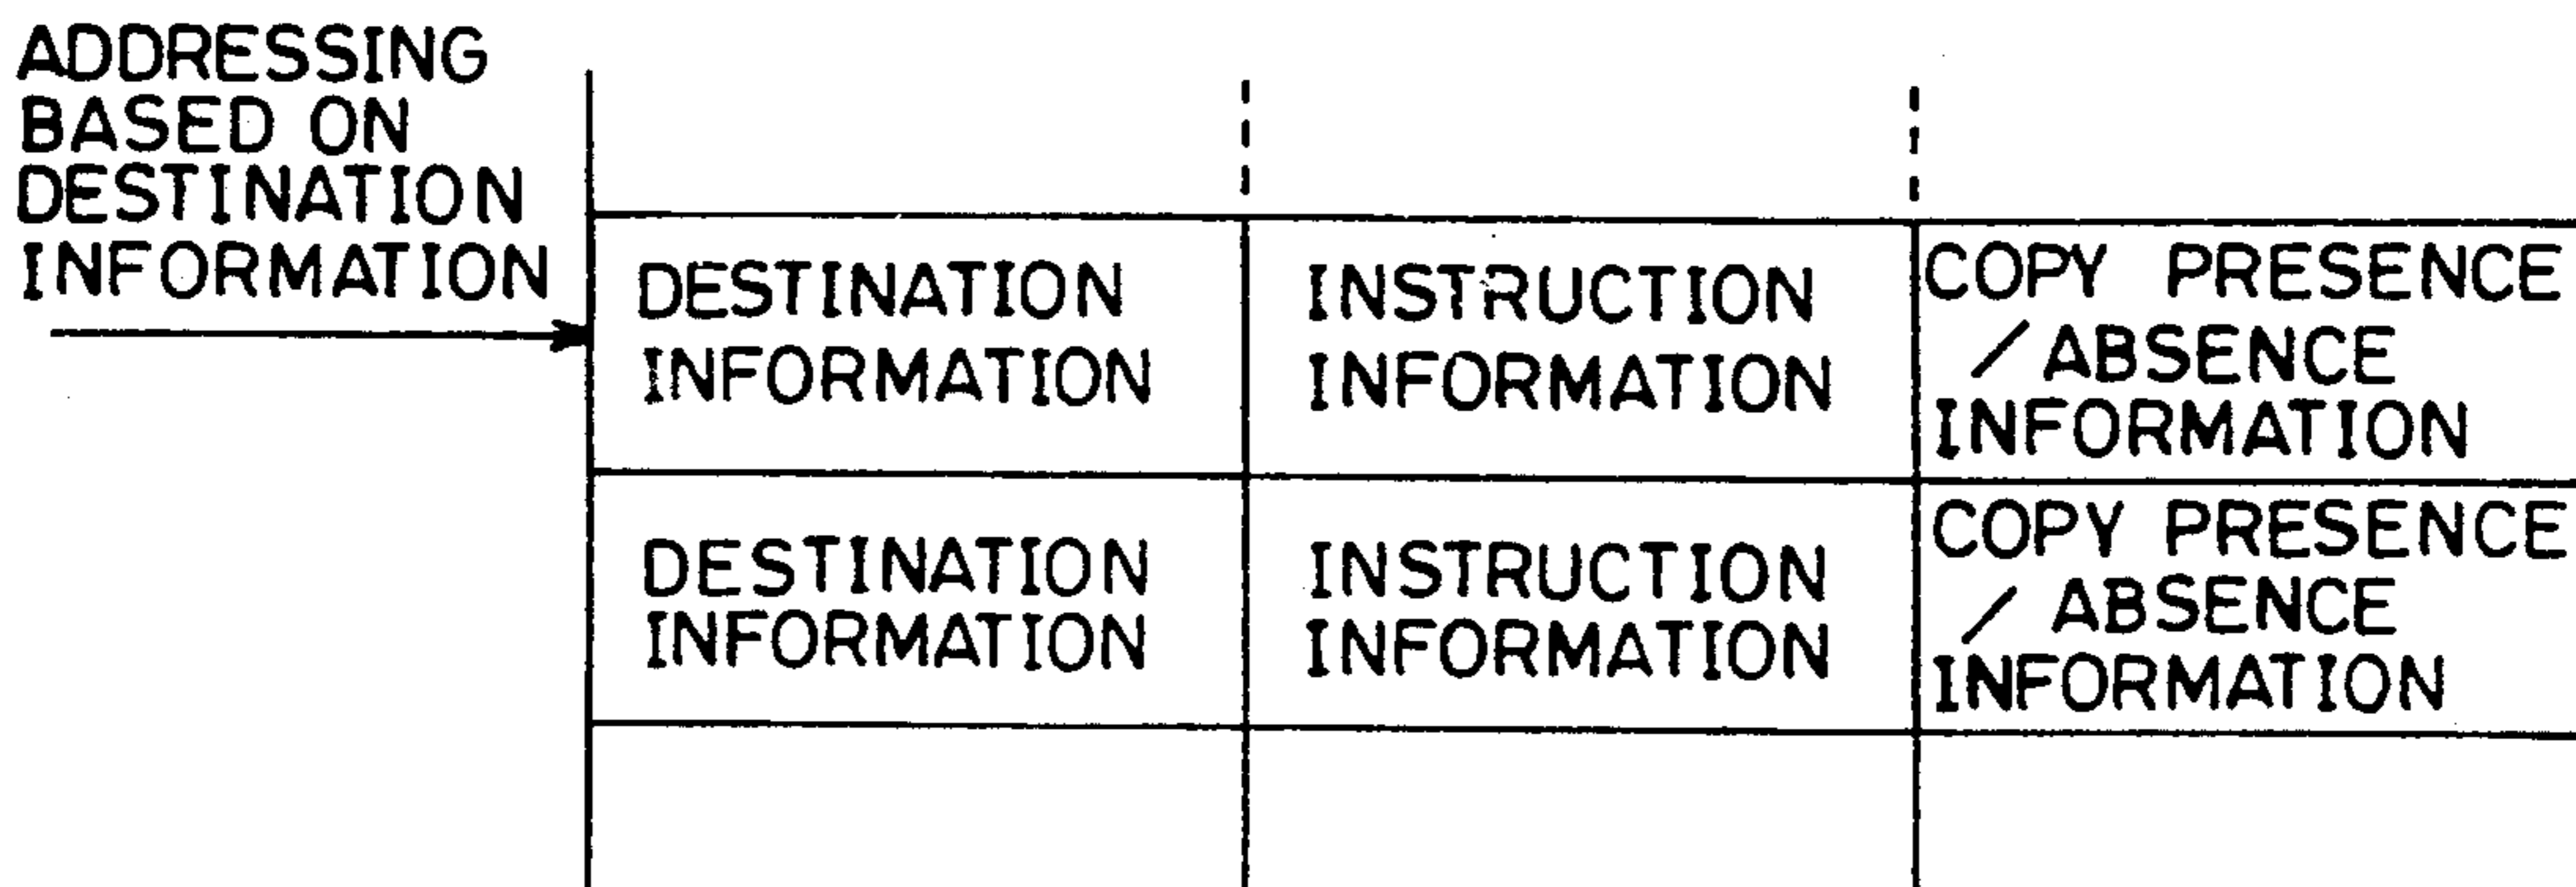 ADDRESSING
BASED ON
DESTINATION
INFORMATION
DESTINATION
INFORMATION
INSTRUCTION
INFORMATION
COPY PRESENCE
/ ABSENCE
INFORMATION
DESTINATION
INFORMATION
INSTRUCTION
INFORMATION
COPY PRESENCE
/ ABSENCE
INFORMATION